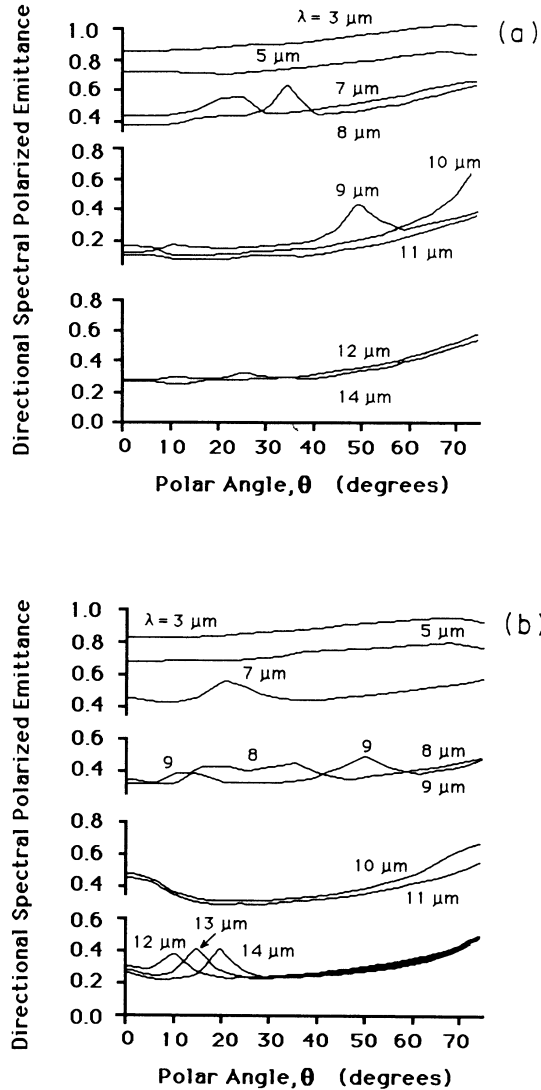 (a)
Directional Spectral Polarized Emittance
1.0
0.8
0.6
0.4
λ = 3 μm
5 μm
7 μm
8 μm
0.8
0.6
0.4
0.2
9 μm
10 μm
11 μm
0.8
0.6
0.4
0.2
0.0
12 μm
14 μm
0 10 20 30 40 50 60 70
Polar Angle, θ (degrees)
(b)
Directional Spectral Polarized Emittance
1.0
0.8
0.6
0.4
λ = 3 μm
5 μm
7 μm
0.6
0.4
9
8
9
8 μm
9 μm
0.8
0.6
0.4
10 μm
11 μm
0.6
0.4
0.2
0.0
12 μm
13 μm
14 μm
0 10 20 30 40 50 60 70
Polar Angle, θ (degrees)